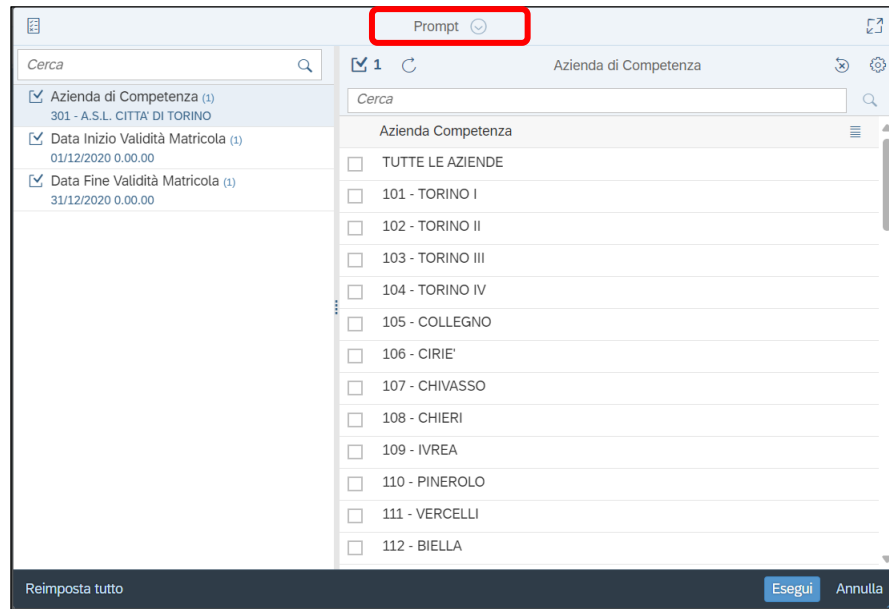 Prompt
Cerca
Azienda di Competenza (1)
301 - A.S.L. CITTA' DI TORINO
Data Inizio Validità Matricola (1)
01/12/2020 0.00.00
Data Fine Validità Matricola (1)
31/12/2020 0.00.00
1 Azienda di Competenza
Cerca
Azienda Competenza
TUTTE LE AZIENDE
101 - TORINO I
102 - TORINO II
103 - TORINO III
104 - TORINO IV
105 - COLLEGNO
106 - CIRIE'
107 - CHIVASSO
108 - CHIERI
109 - IVREA
110 - PINEROLO
111 - VERCELLI
112 - BIELLA
Reimposta tutto Esegui Annulla